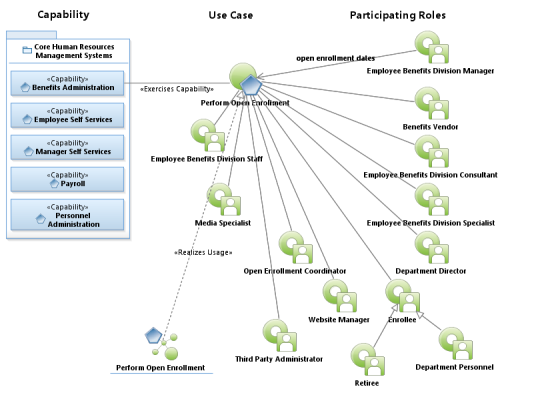 Capability
Use Case
Participating Roles
Core Human Resources
Management Systems
«Capability»
Benefits Administration
«Capability»
Employee Self Services
«Capability»
Manager Self Services
«Capability»
Payroll
«Capability»
Personnel
Administration
«Exercises Capability»
Perform Open Enrollment
open enrollment dates
Employee Benefits Division Manager
Benefits Vendor
Employee Benefits Division Staff
Employee Benefits Division Consultant
Media Specialist
Employee Benefits Division Specialist
«Realizes Usage»
Open Enrollment Coordinator
Department Director
Website Manager
Enrollee
Perform Open Enrollment
Third Party Administrator
Retiree
Department Personnel